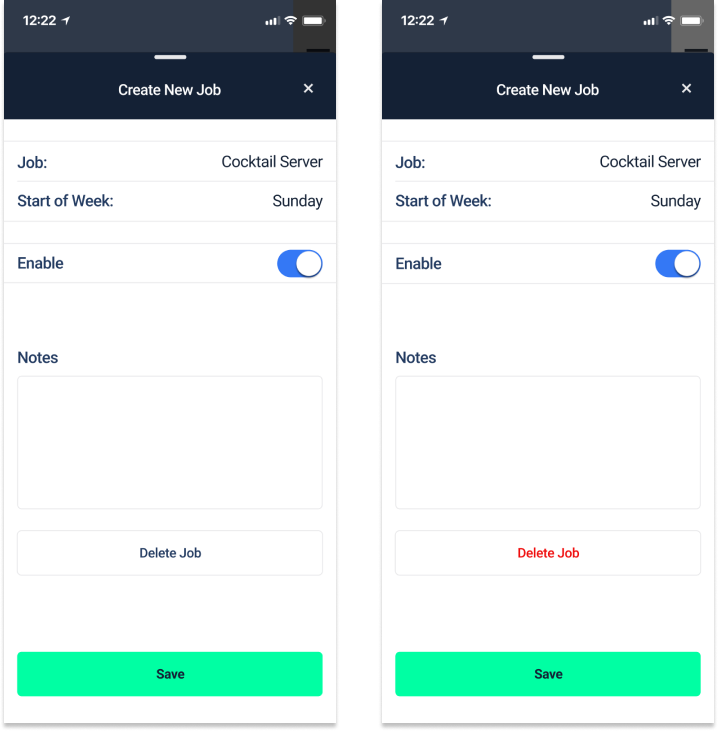 12:22
Create New Job ×
Job: Cocktail Server
Start of Week: Sunday
Enable
Notes
Delete Job
Save
12:22
Create New Job ×
Job: Cocktail Server
Start of Week: Sunday
Enable
Notes
Delete Job
Save